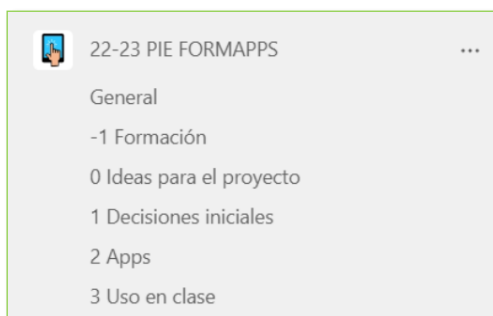 22-23 PIE FORMAPPS ...
General
-1 Formación
0 Ideas para el proyecto
1 Decisiones iniciales
2 Apps
3 Uso en clase